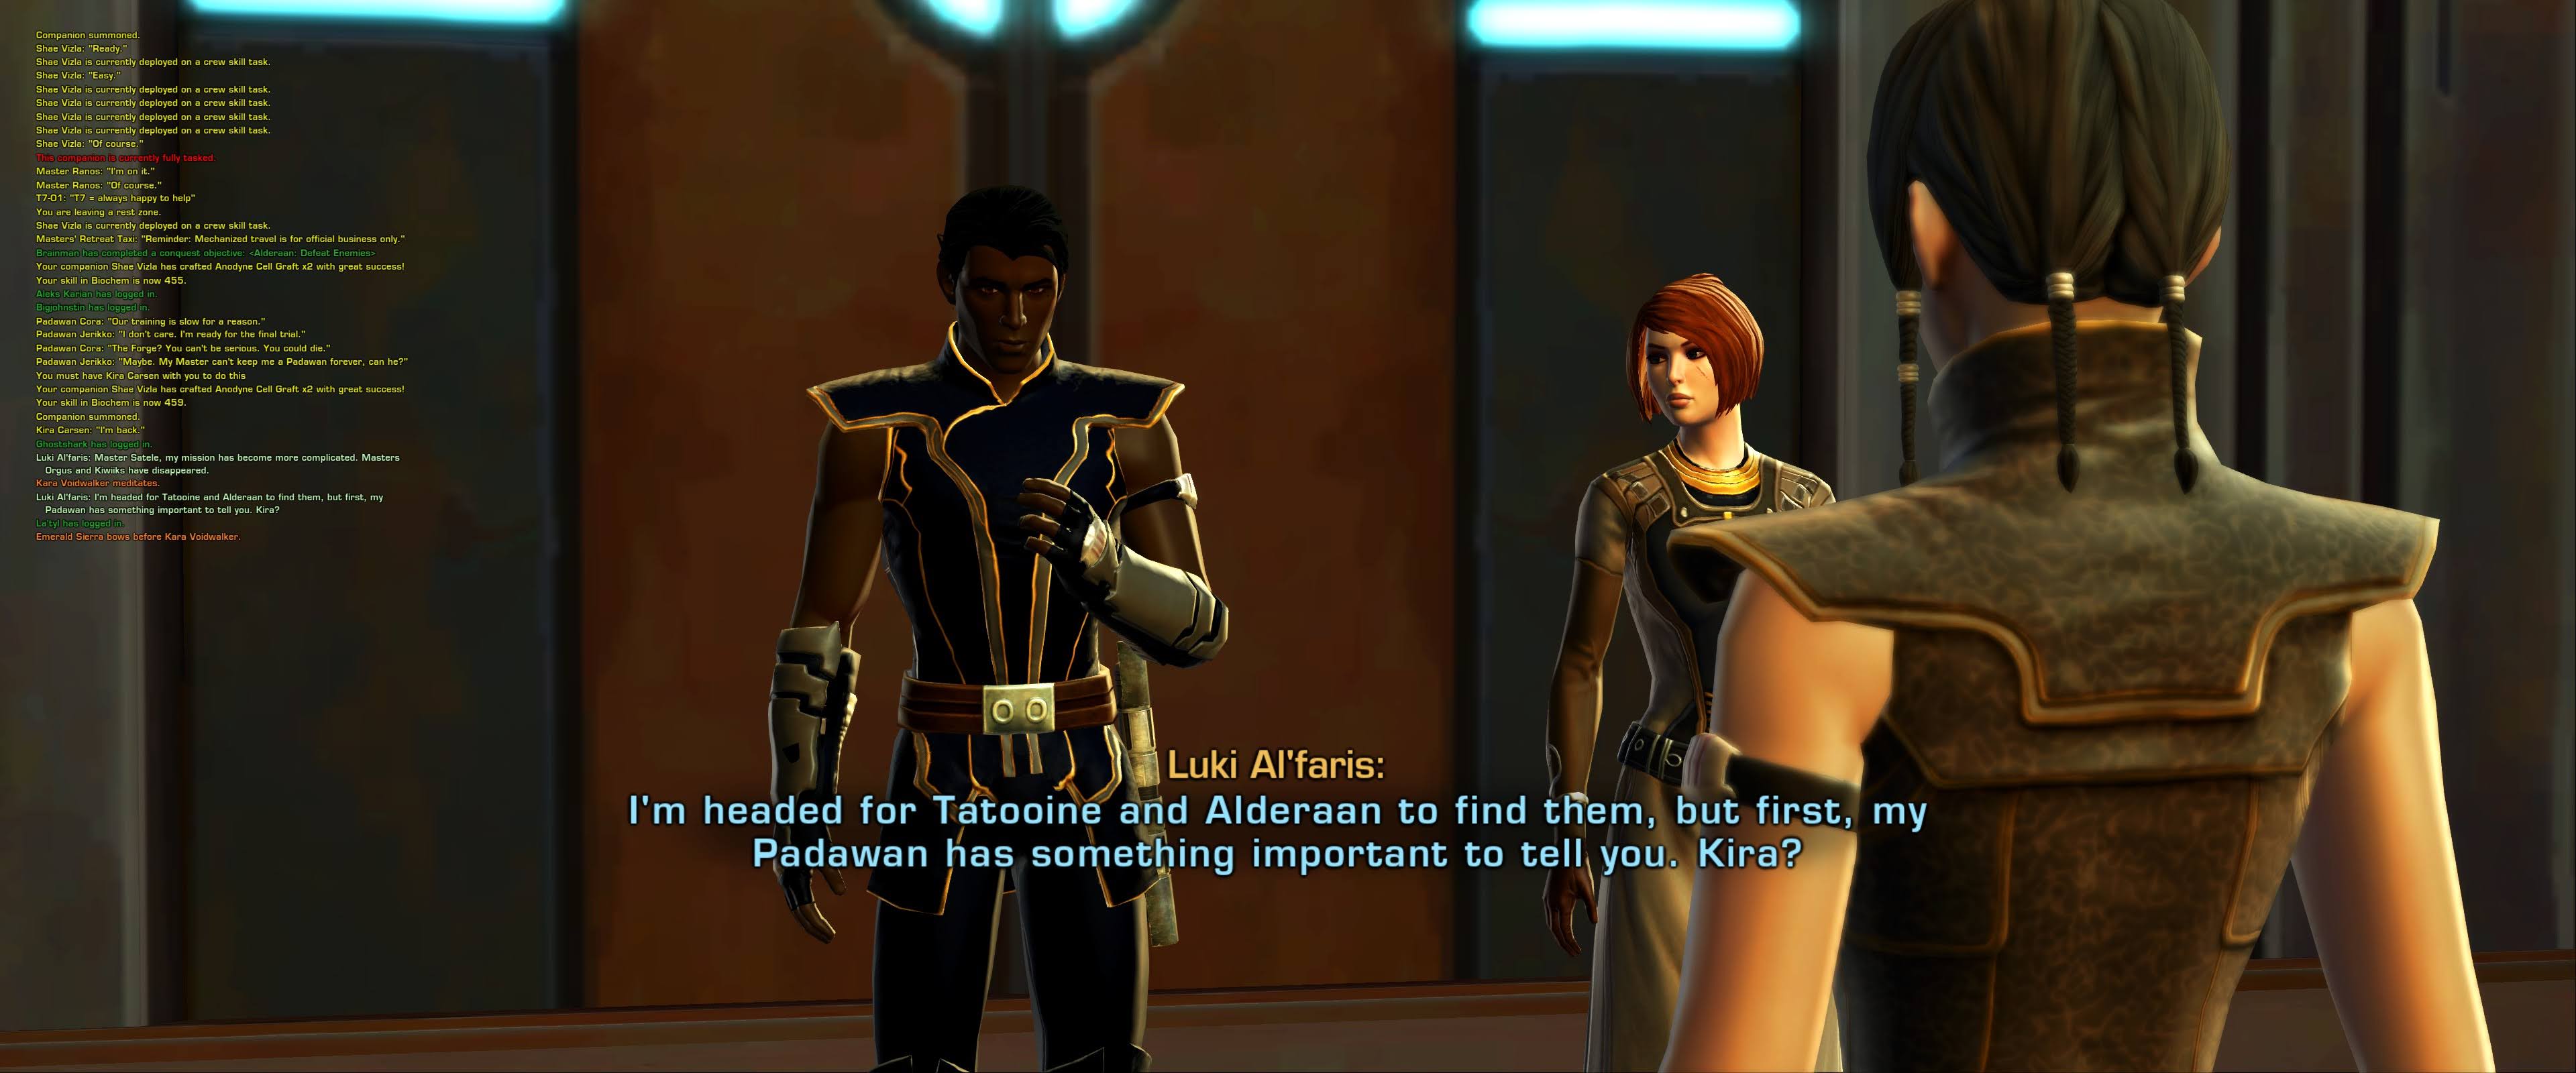 Companion summoned.
Shae Vizla: "Ready."
Shae Vizla is currently deployed on a crew skill task.
Shae Vizla: "Easy."
Shae Vizla is currently deployed on a crew skill task.
Shae Vizla is currently deployed on a crew skill task.
Shae Vizla is currently deployed on a crew skill task.
Shae Vizla is currently deployed on a crew skill task.
Shae Vizla: "Of course."
This companion is currently fully tasked.
Master Ranos: "I'm on it."
Master Ranos: "Of course."
T7-01: "T7 = always happy to help"
You are leaving a rest zone.
Shae Vizla is currently deployed on a crew skill task.
Masters' Retreat Taxi: "Reminder: Mechanized travel is for official business only."
Brainman has completed a conquest objective: <Alderaan: Defeat Enemies>
Your companion Shae Vizla has crafted Anodyne Cell Graft x2 with great success!
Your skill in Biochem is now 455.
Aleks Karian has logged in.
Bigjohnstin has logged in.
Padawan Cora: "Our training is slow for a reason."
Padawan Jerikko: "I don't care. I'm ready for the final trial."
Padawan Cora: "The Forge? You can't be serious. You could die."
Padawan Jerikko: "Maybe. My Master can't keep me a Padawan forever, can he?"
You must have Kira Carsen with you to do this
Your companion Shae Vizla has crafted Anodyne Cell Graft x2 with great success!
Your skill in Biochem is now 459.
Companion summoned.
Kira Carsen: "I'm back."
Ghostshark has logged in.
Luki Al'faris: Master Satele, my mission has become more complicated. Masters
Orgus and Kiwiiks have disappeared.
Kara Voidwalker meditates.
Luki Al'faris: I'm headed for Tatooine and Alderaan to find them, but first, my
Padawan has something important to tell you. Kira?
La'tyl has logged in.
Emerald Sierra bows before Kara Voidwalker.
Luki Al'faris:
I'm headed for Tatooine and Alderaan to find them, but first, my
Padawan has something important to tell you. Kira?